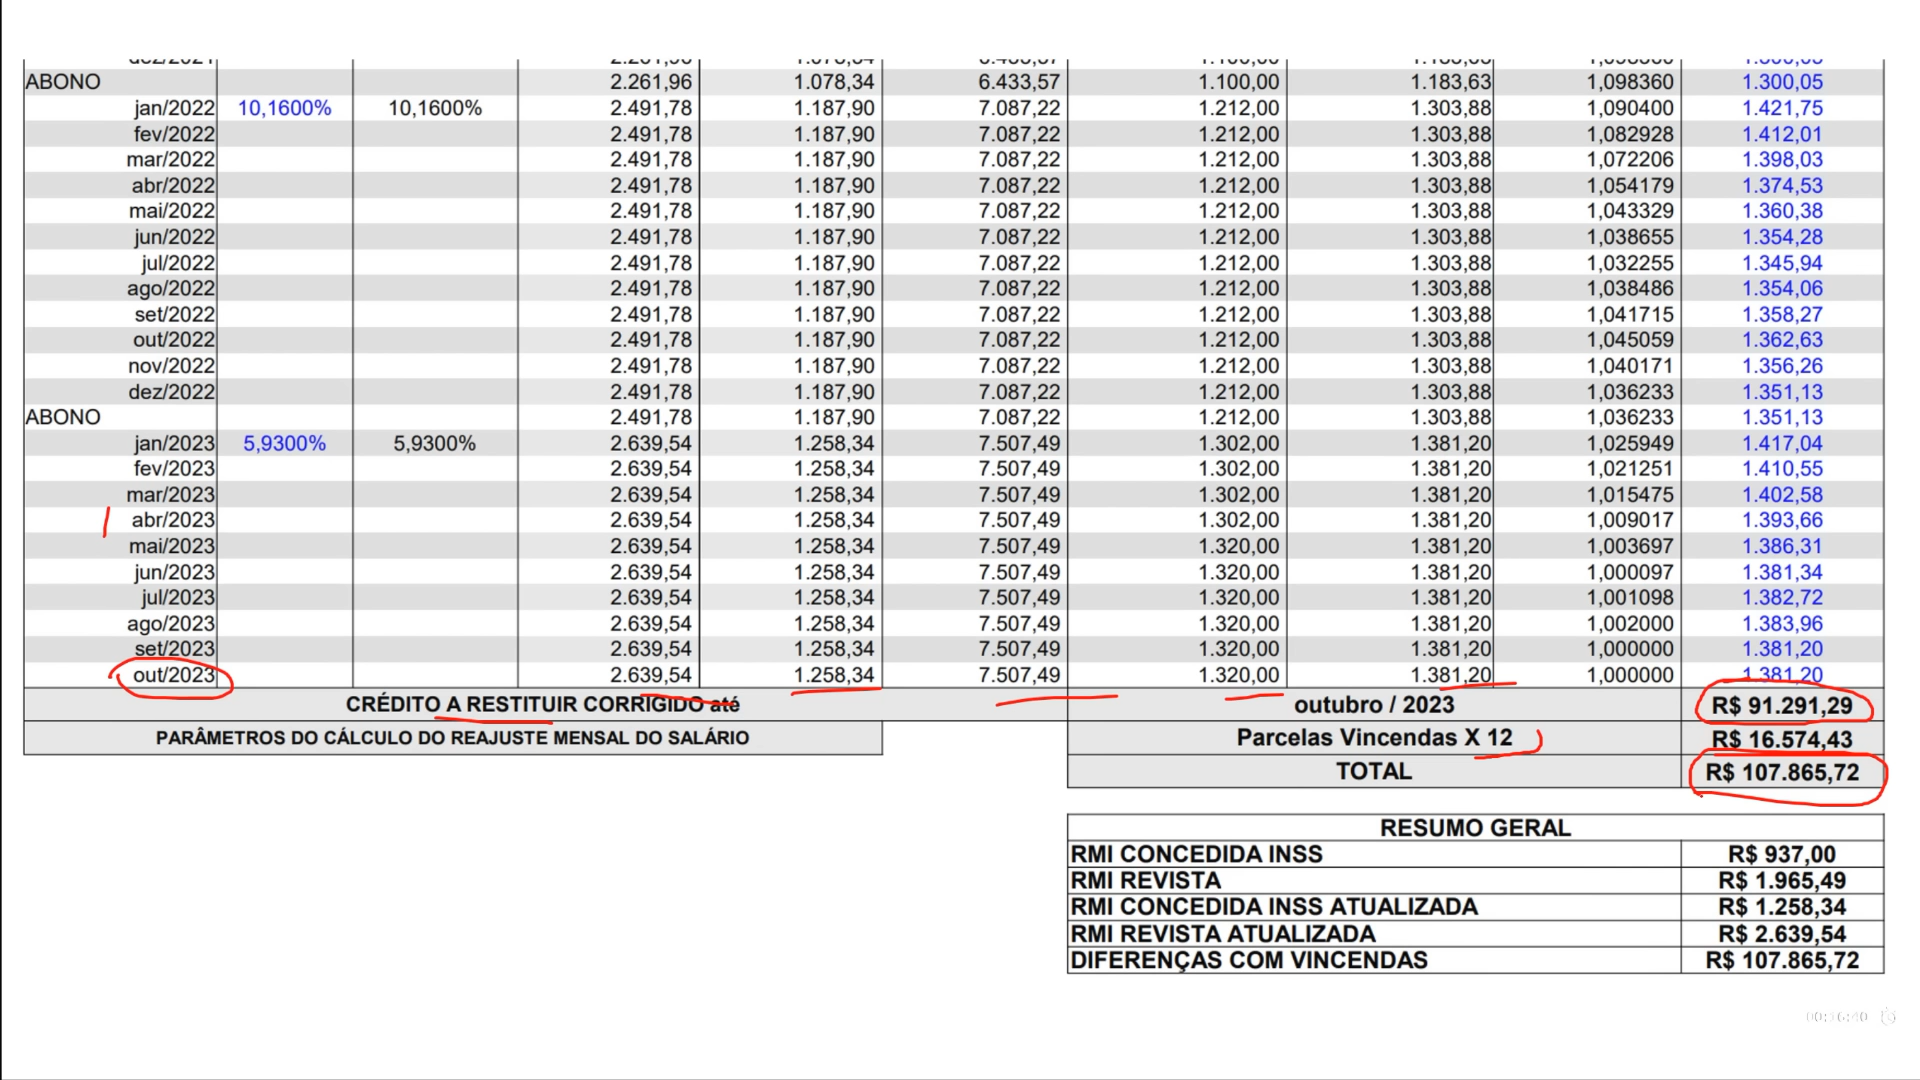 ABONO 2.261,96 1.078,34 6.433,57 1.100,00 1.183,63 1,098360 1.300,05
jan/2022 10,1600% 10,1600% 2.491,78 1.187,90 7.087,22 1.212,00 1.303,88 1,090400 1.421,75
fev/2022 2.491,78 1.187,90 7.087,22 1.212,00 1.303,88 1,082928 1.412,01
mar/2022 2.491,78 1.187,90 7.087,22 1.212,00 1.303,88 1,072206 1.398,03
abr/2022 2.491,78 1.187,90 7.087,22 1.212,00 1.303,88 1,054179 1.374,53
mai/2022 2.491,78 1.187,90 7.087,22 1.212,00 1.303,88 1,043329 1.360,38
jun/2022 2.491,78 1.187,90 7.087,22 1.212,00 1.303,88 1,038655 1.354,28
jul/2022 2.491,78 1.187,90 7.087,22 1.212,00 1.303,88 1,032255 1.345,94
ago/2022 2.491,78 1.187,90 7.087,22 1.212,00 1.303,88 1,038486 1.354,06
set/2022 2.491,78 1.187,90 7.087,22 1.212,00 1.303,88 1,041715 1.358,27
out/2022 2.491,78 1.187,90 7.087,22 1.212,00 1.303,88 1,045059 1.362,63
nov/2022 2.491,78 1.187,90 7.087,22 1.212,00 1.303,88 1,040171 1.356,26
dez/2022 2.491,78 1.187,90 7.087,22 1.212,00 1.303,88 1,036233 1.351,13
ABONO 2.491,78 1.187,90 7.087,22 1.212,00 1.303,88 1,036233 1.351,13
jan/2023 5,9300% 5,9300% 2.639,54 1.258,34 7.507,49 1.302,00 1.381,20 1,025949 1.417,04
fev/2023 2.639,54 1.258,34 7.507,49 1.302,00 1.381,20 1,021251 1.410,55
mar/2023 2.639,54 1.258,34 7.507,49 1.302,00 1.381,20 1,015475 1.402,58
abr/2023 2.639,54 1.258,34 7.507,49 1.302,00 1.381,20 1,009017 1.393,66
mai/2023 2.639,54 1.258,34 7.507,49 1.320,00 1.381,20 1,003697 1.386,31
jun/2023 2.639,54 1.258,34 7.507,49 1.320,00 1.381,20 1,000097 1.381,34
jul/2023 2.639,54 1.258,34 7.507,49 1.320,00 1.381,20 1,001098 1.382,72
ago/2023 2.639,54 1.258,34 7.507,49 1.320,00 1.381,20 1,002000 1.383,96
set/2023 2.639,54 1.258,34 7.507,49 1.320,00 1.381,20 1,000000 1.381,20
out/2023 2.639,54 1.258,34 7.507,49 1.320,00 1.381,20 1,000000 1.381,20
CRÉDITO A RESTITUIR CORRIGIDO até outubro / 2023 R$ 91.291,29
PARÂMETROS DO CÁLCULO DO REAJUSTE MENSAL DO SALÁRIO Parcelas Vincendas X 12 R$ 16.574,43
TOTAL R$ 107.865,72
RESUMO GERAL
RMI CONCEDIDA INSS R$ 937,00
RMI REVISTA R$ 1.965,49
RMI CONCEDIDA INSS ATUALIZADA R$ 1.258,34
RMI REVISTA ATUALIZADA R$ 2.639,54
DIFERENÇAS COM VINCENDAS R$ 107.865,72